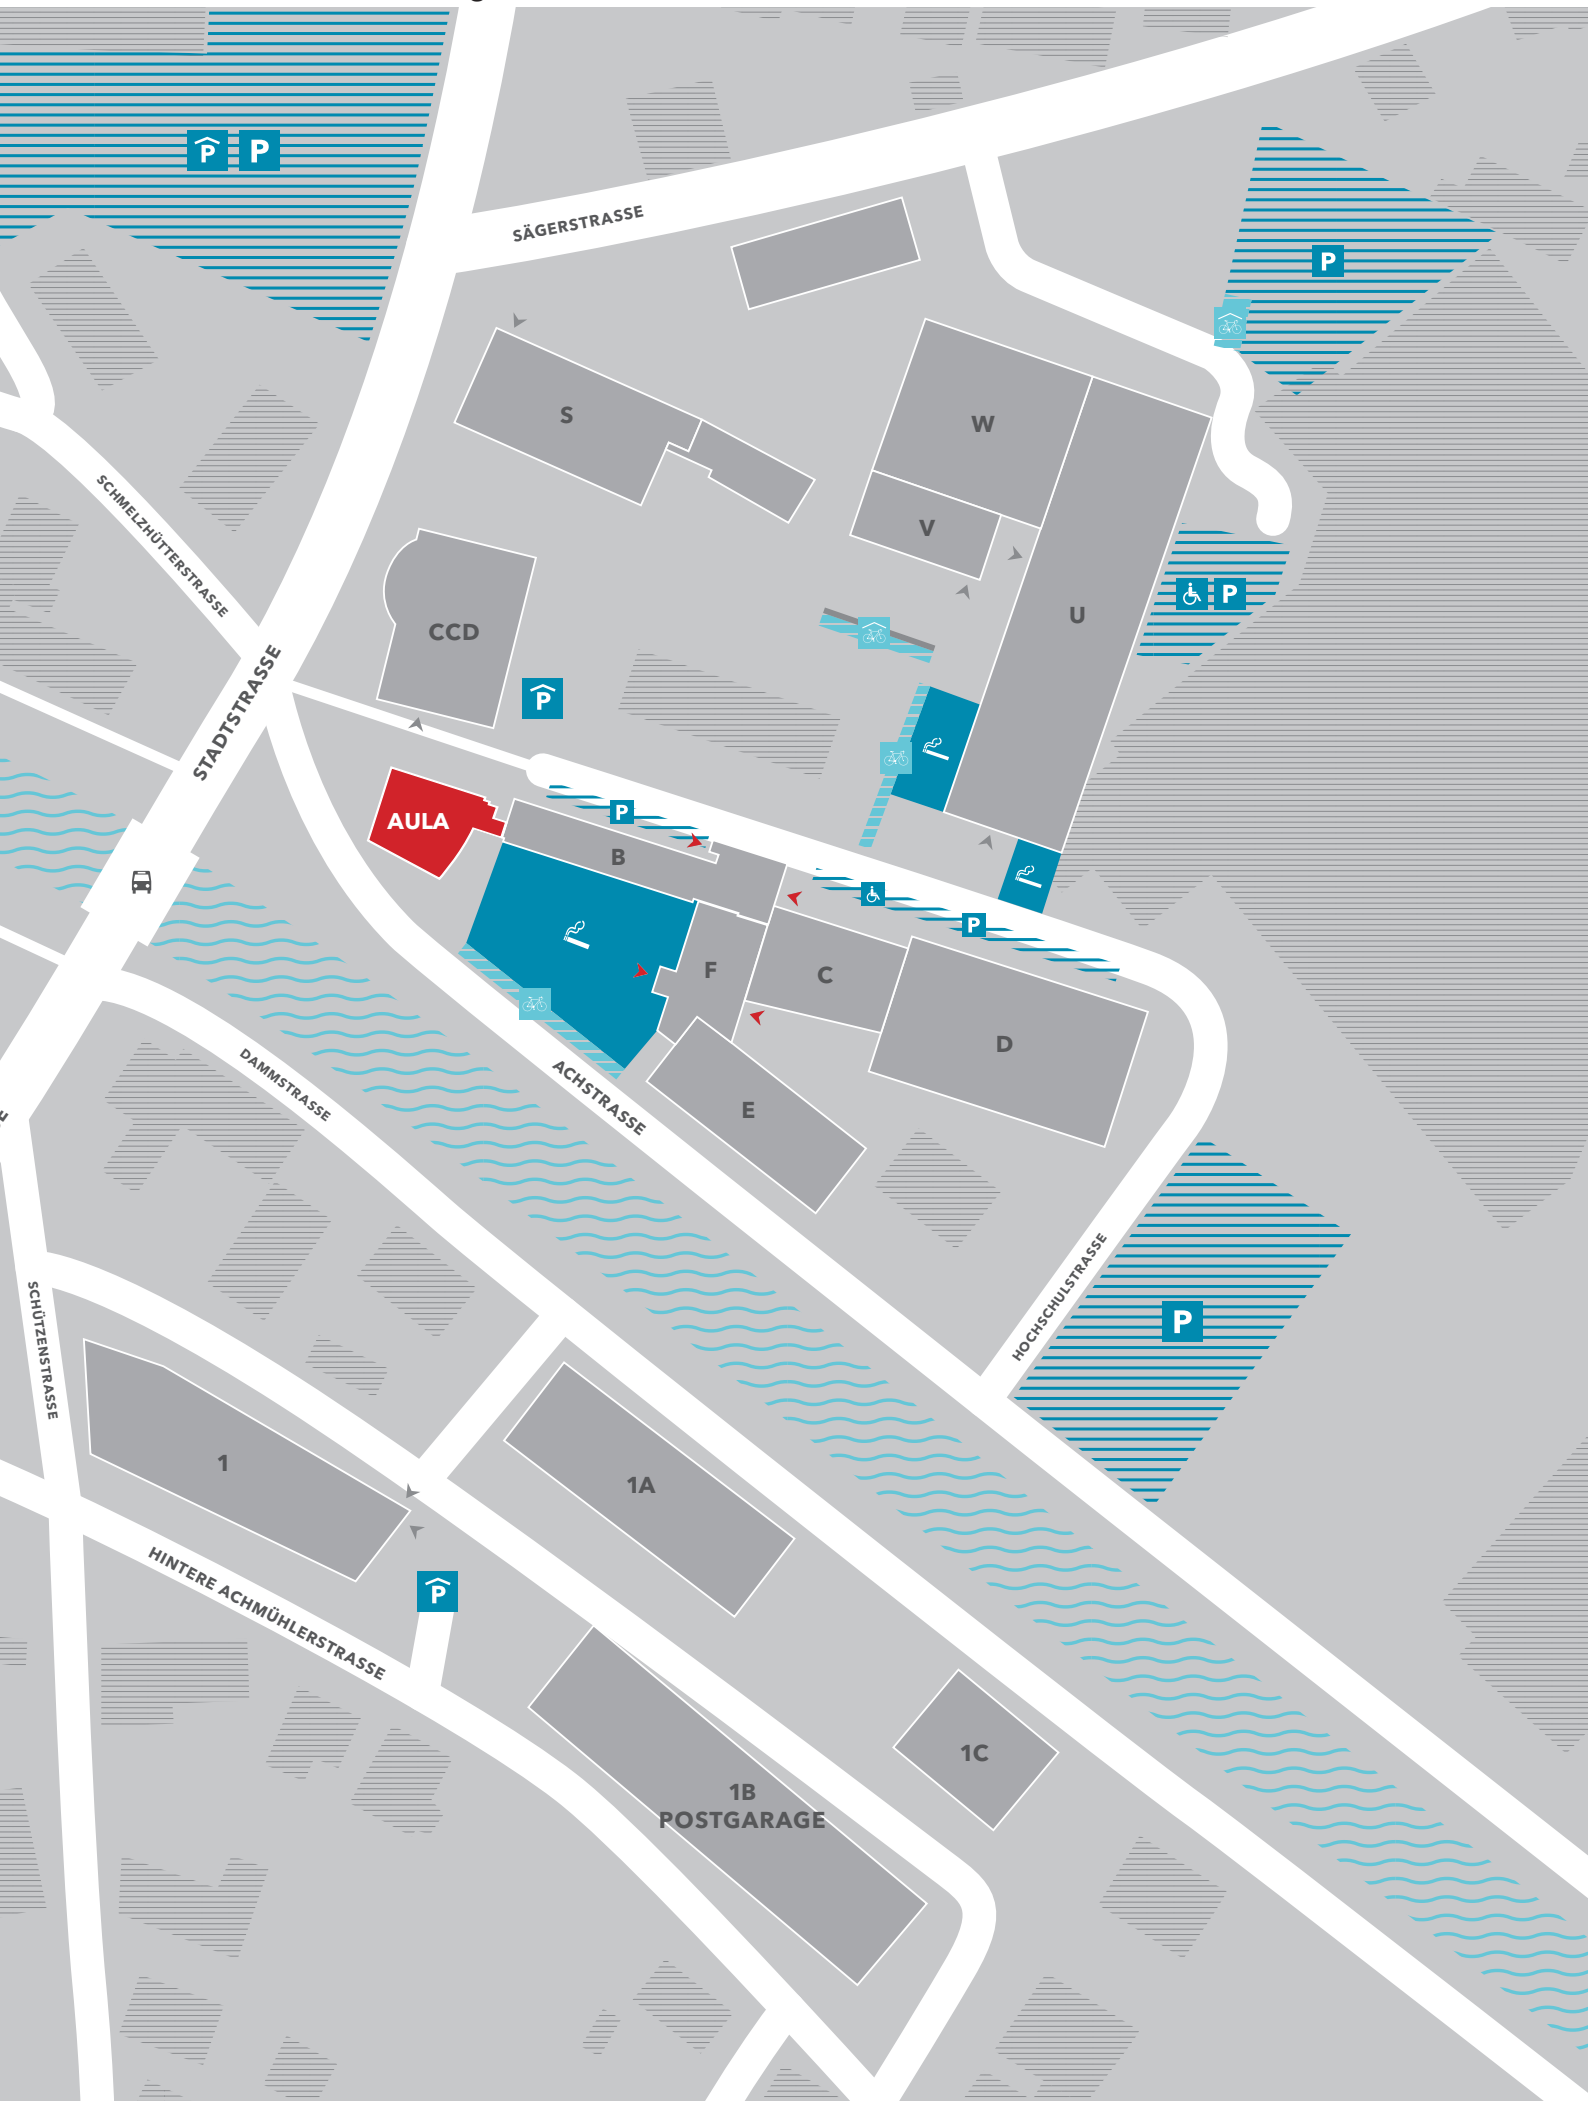 P P
SÄGERSTRASSE
P
S
W
SCHMELZHÜTTERSTRASSE
V
P
U
CCD
STADTSTRASSE
P
P
AULA
B
P
F
C
D
ACHSTRASSE
DAMMSTRASSE
E
HOCHSCHULSTRASSE
P
SCHÜTZENSTRASSE
1
1A
HINTERE ACHMÜHLERSTRASSE
P
1C
1B
POSTGARAGE